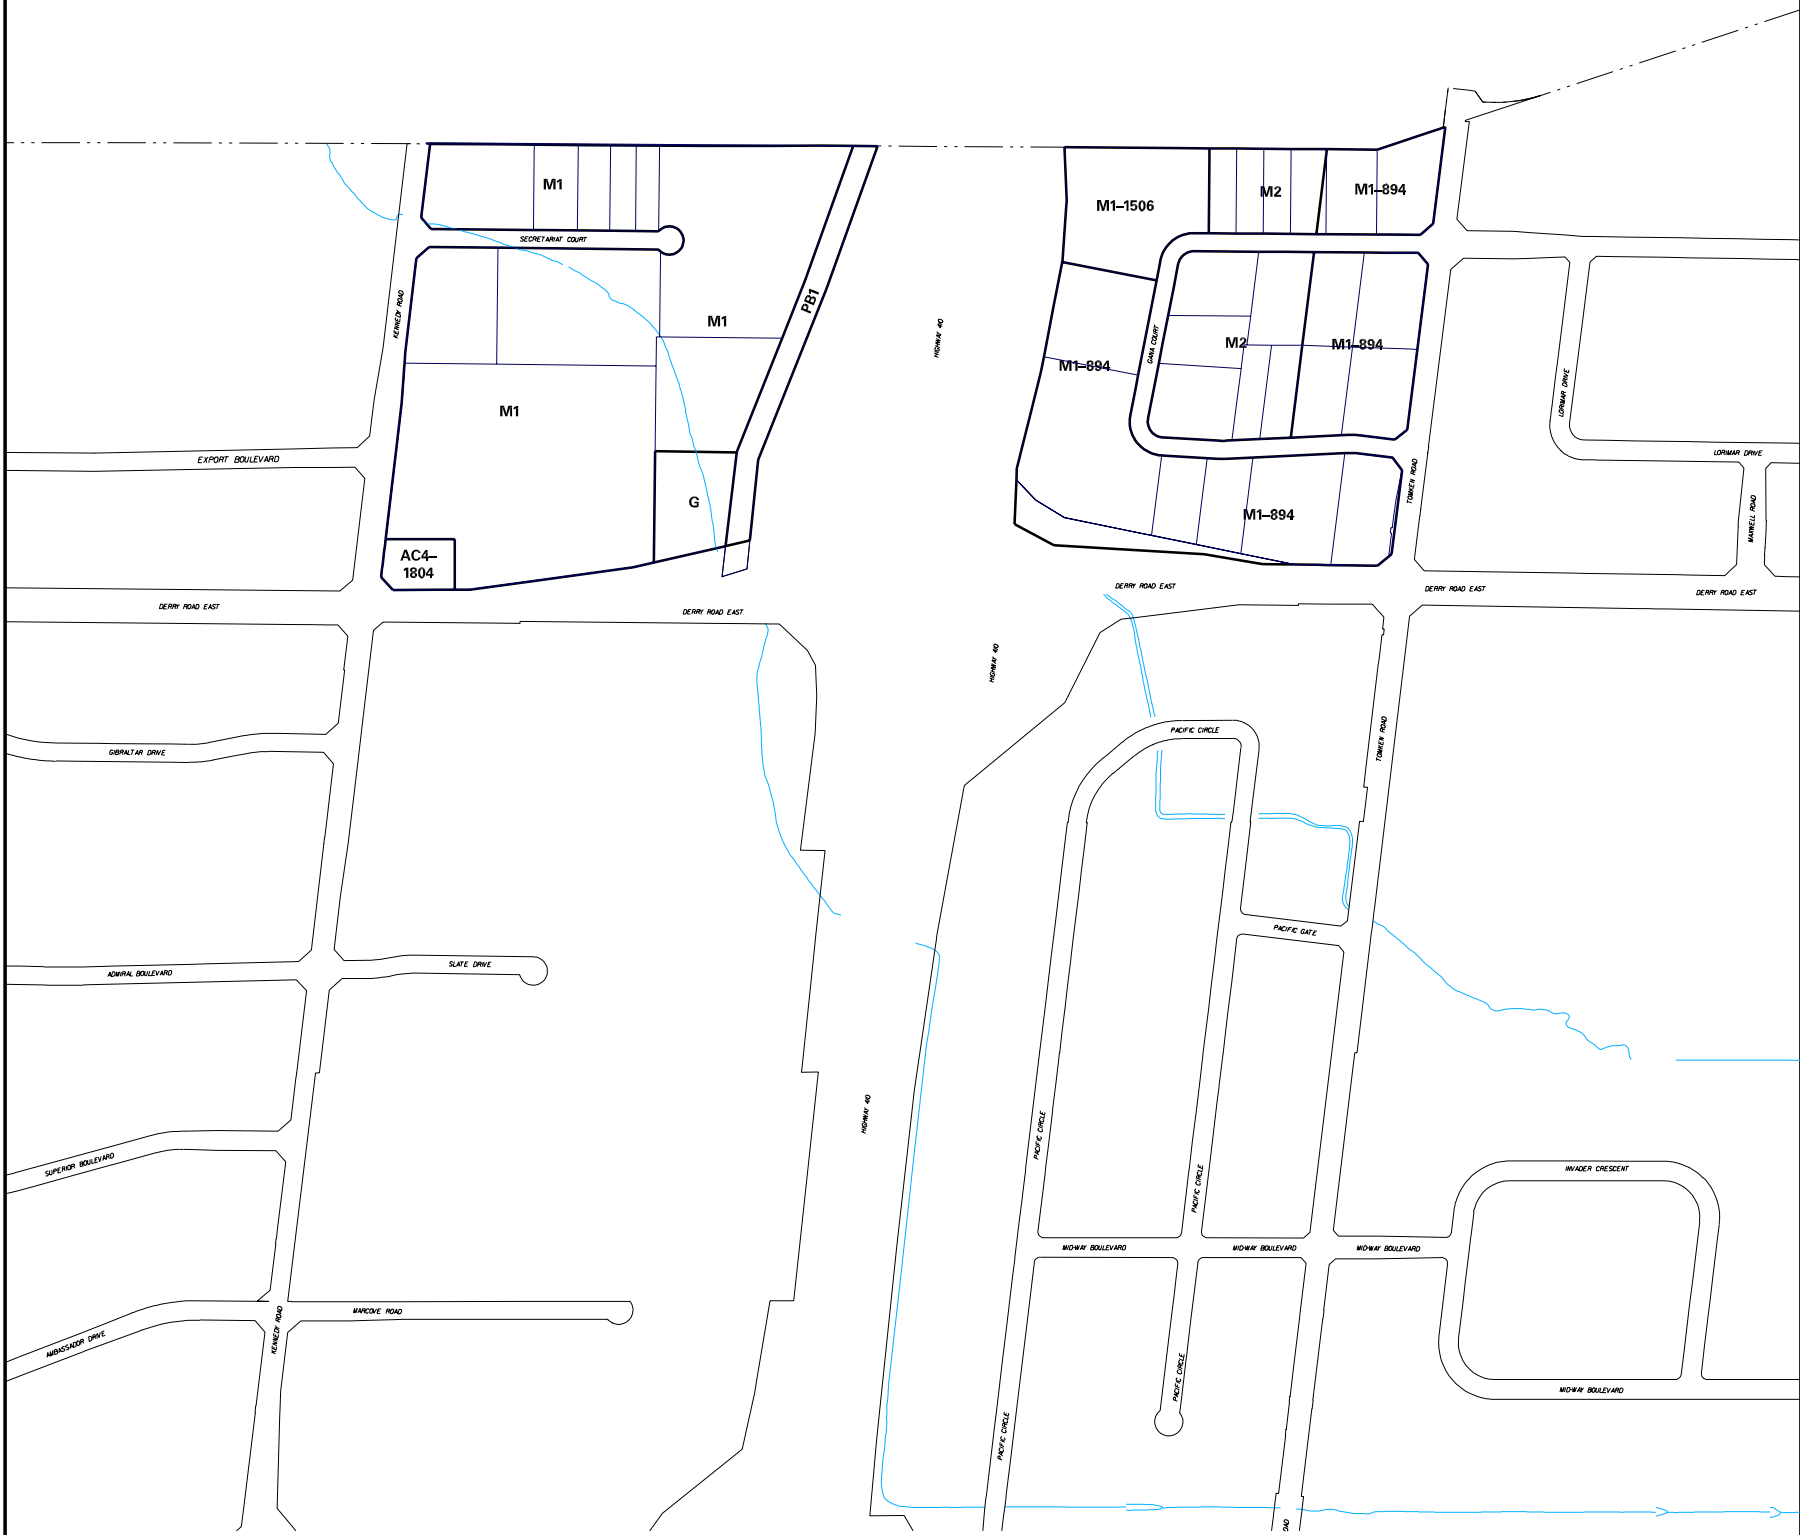 M1
M1–1506
M2
M1–894
SECRETARIAT COURT
KENNEDY ROAD
M1
PB1
HIGHWAY 410
GANA COURT
M2
M1–894
M1–894
LORIMAR DRIVE
M1
EXPORT BOULEVARD
LORIMAR DRIVE
TOMKEN ROAD
G
M1–894
MAXWELL ROAD
AC4–
1804
DERRY ROAD EAST
DERRY ROAD EAST
DERRY ROAD EAST
DERRY ROAD EAST
DERRY ROAD EAST
HIGHWAY 410
GIBRALTAR DRIVE
PACIFIC CIRCLE
TOMKEN ROAD
PACIFIC GATE
ADMIRAL BOULEVARD
SLATE DRIVE
HIGHWAY 410
PACIFIC CIRCLE
SUPERIOR BOULEVARD
PACIFIC CIRCLE
INVADER CRESCENT
MIDWAY BOULEVARD
MIDWAY BOULEVARD
MIDWAY BOULEVARD
MARCOVE ROAD
KENNEDY ROAD
AMBASSADOR DRIVE
PACIFIC CIRCLE
MIDWAY BOULEVARD
PACIFIC CIRCLE
OAD